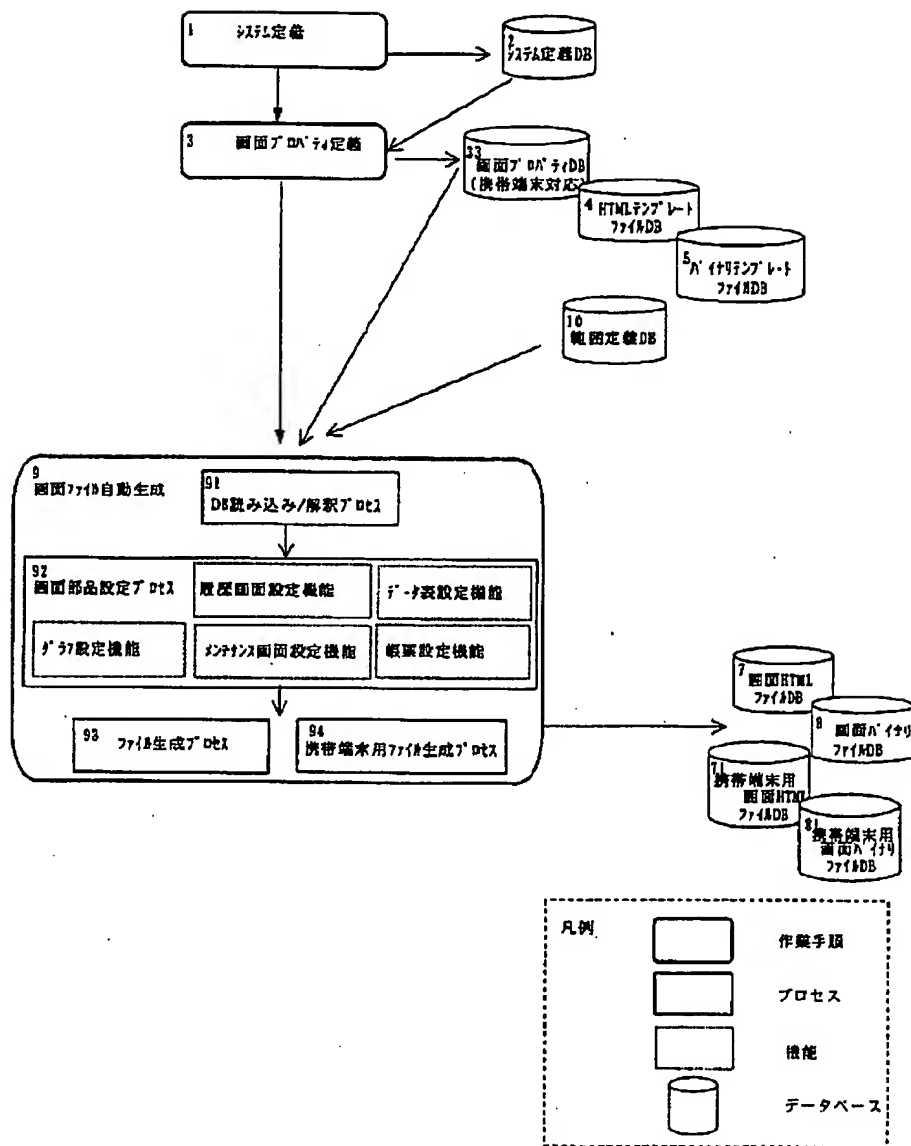 1 システム定義
2
システム定義DB
3 画面プロパティ定義
33
画面プロパティDB
(携帯端末対応)
4 HTMLテンプレート
ファイルDB
5 バイナリテンプレート
ファイルDB
10
範囲定義DB
9
画面ファイル自動生成
91
DB読み込み/解釈プロセス
92
画面部品設定プロセス
履歴画面設定機能
データ表設定機能
グラフ設定機能
メンテナンス画面設定機能
帳票設定機能
93
ファイル生成プロセス
94
携帯端末用ファイル生成プロセス
7
画面HTML
ファイルDB
8 画面バイナリ
ファイルDB
71
携帯端末用
画面HTML
ファイルDB
81
携帯端末用
画面バイナリ
ファイルDB
凡例
作業手順
プロセス
機能
データベース